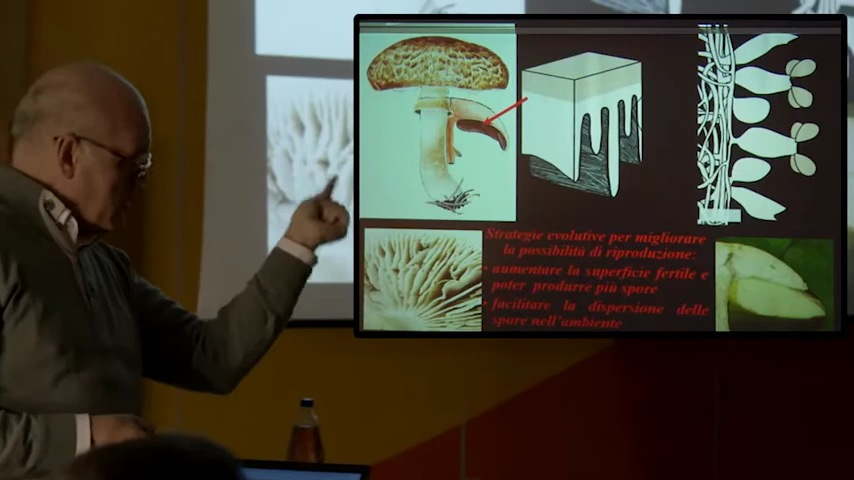 Strategie evolutive per migliorare
la possibilità di riproduzione:
• aumentare la superficie fertile e
poter produrre più spore
• facilitare la dispersione delle
spore nell'ambiente